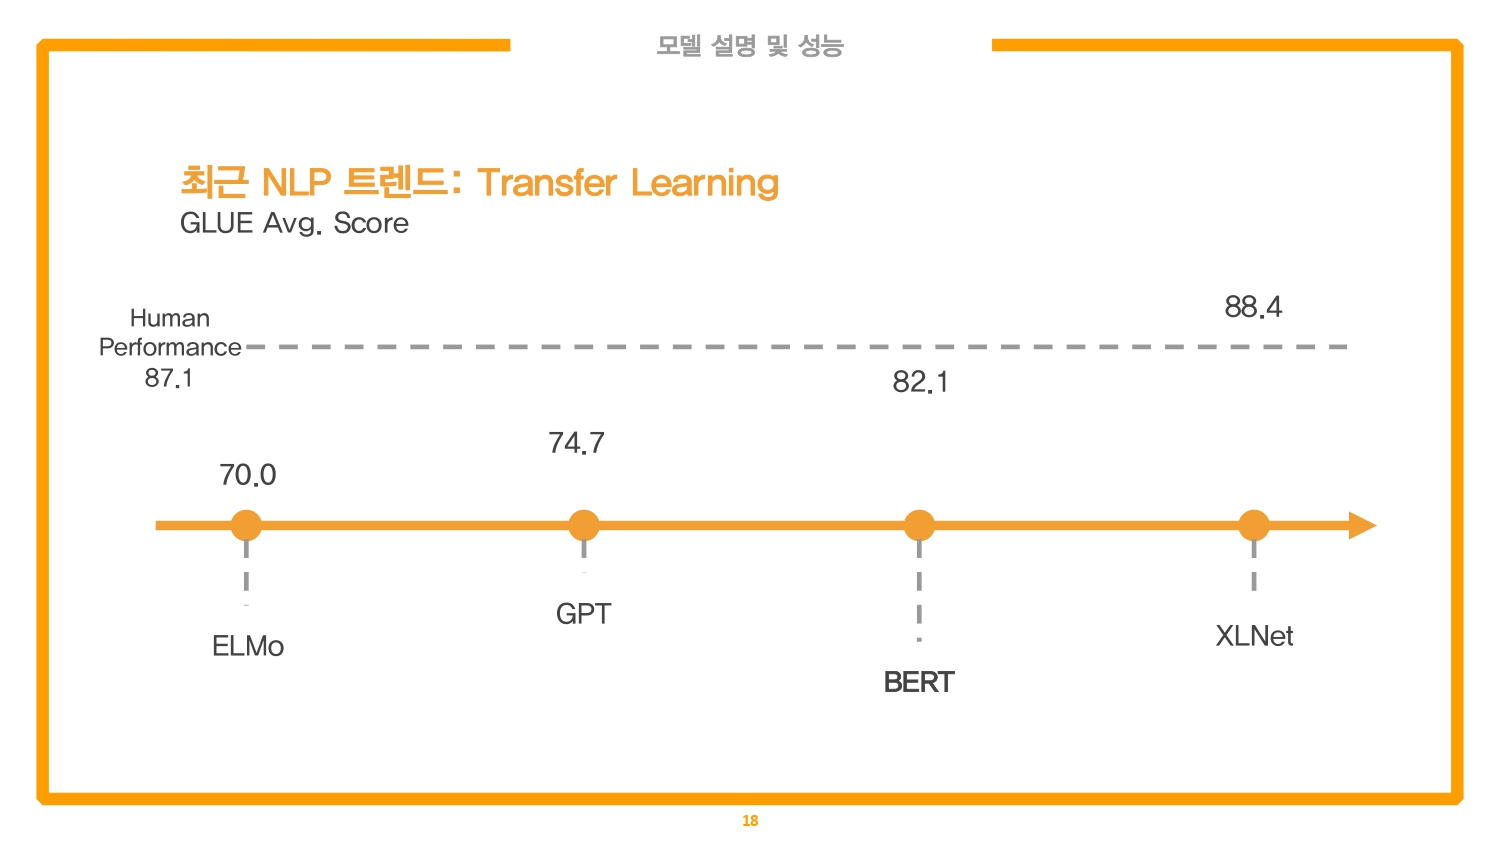 모델 설명 및 성능
최근 NLP 트렌드: Transfer Learning
GLUE Avg. Score
Human
Performance
87.1
88.4
82.1
74.7
70.0
ELMo
GPT
BERT
XLNet
18